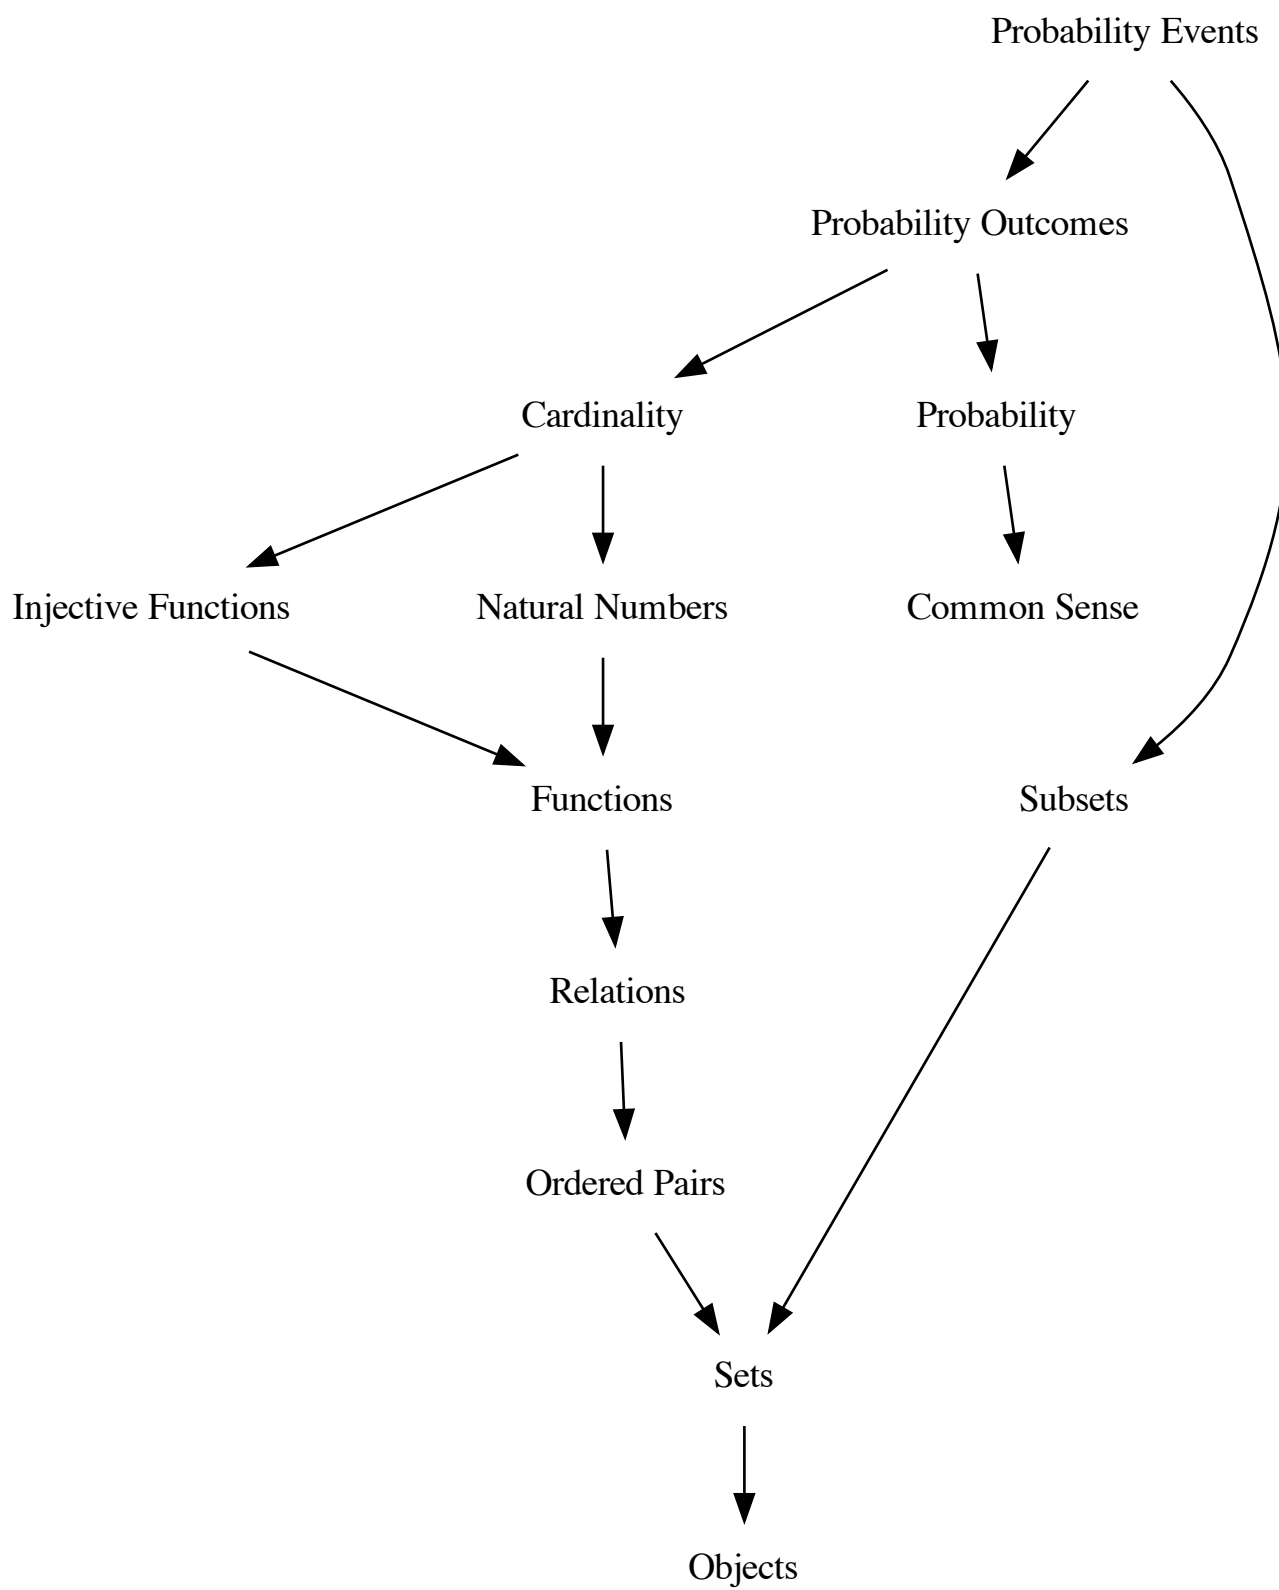 Probability Events
Probability Outcomes
Cardinality
Probability
Injective Functions
Natural Numbers
Common Sense
Functions
Subsets
Relations
Ordered Pairs
Sets
Objects